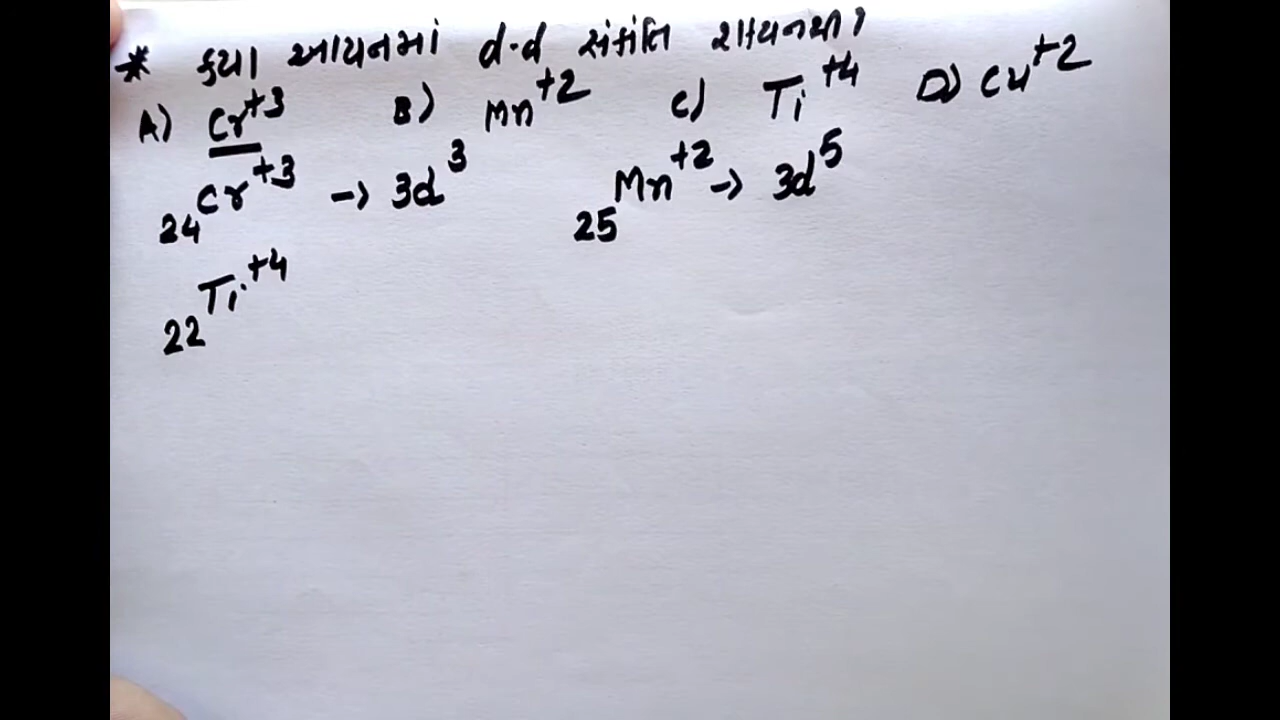 * કયા આયનમાં d-d સંક્રાંતિ શક્ય નથી?
A) Cr+3 B) Mn+2 C) Ti+4 D) Cu+2
24Cr+3 → 3d3 25Mn+2 → 3d5
22Ti+4